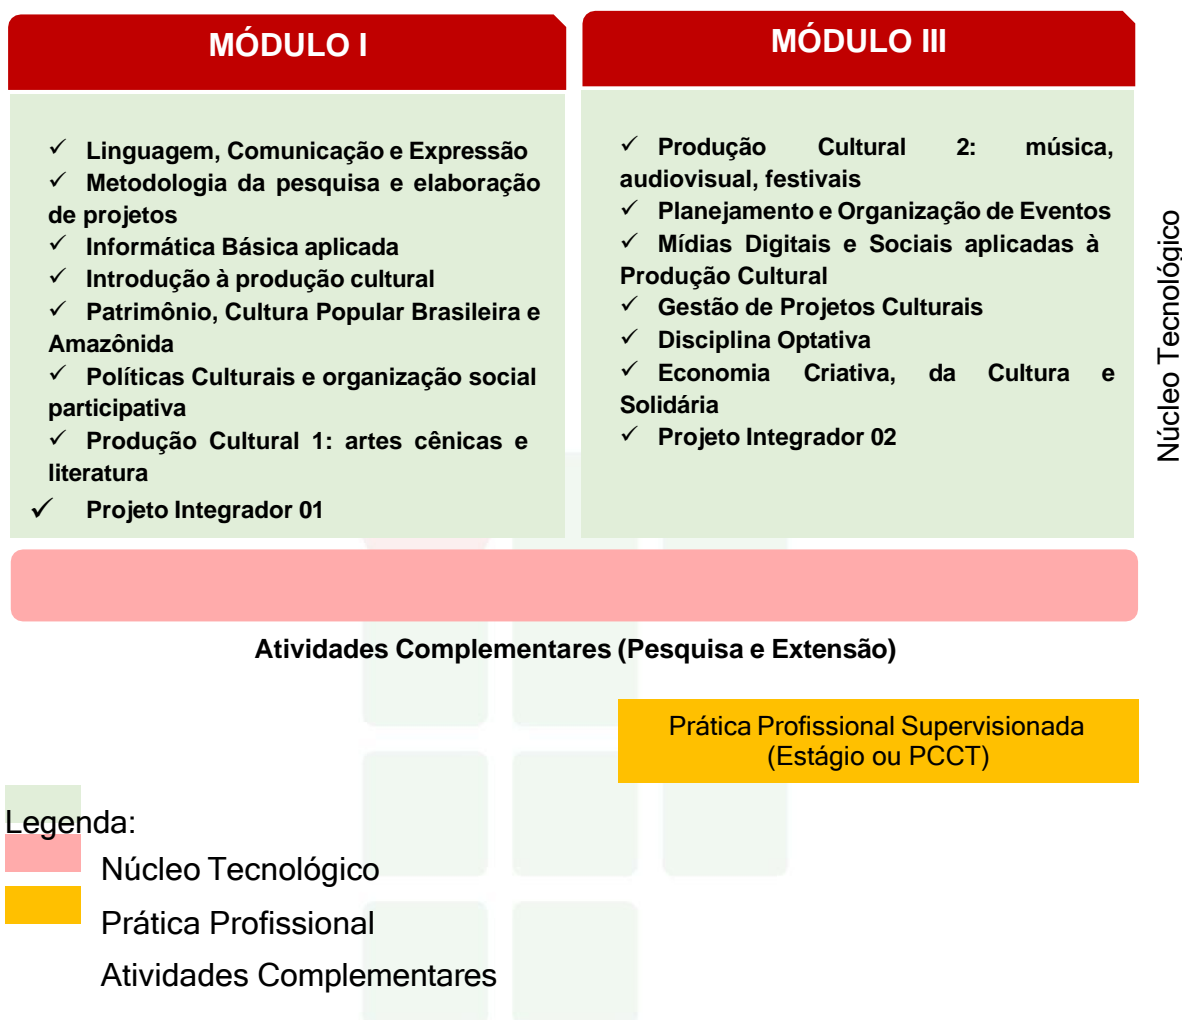 MÓDULO I
✓ Linguagem, Comunicação e Expressão
✓ Metodologia da pesquisa e elaboração
de projetos
✓ Informática Básica aplicada
✓ Introdução à produção cultural
✓ Patrimônio, Cultura Popular Brasileira e
Amazônida
✓ Políticas Culturais e organização social
participativa
✓ Produção Cultural 1: artes cênicas e
literatura
✓ Projeto Integrador 01
MÓDULO III
✓ Produção Cultural 2: música,
audiovisual, festivais
✓ Planejamento e Organização de Eventos
✓ Mídias Digitais e Sociais aplicadas à
Produção Cultural
✓ Gestão de Projetos Culturais
✓ Disciplina Optativa
✓ Economia Criativa, da Cultura e
Solidária
✓ Projeto Integrador 02
Núcleo Tecnológico
Atividades Complementares (Pesquisa e Extensão)
Prática Profissional Supervisionada
(Estágio ou PCCT)
Legenda:
Núcleo Tecnológico
Prática Profissional
Atividades Complementares